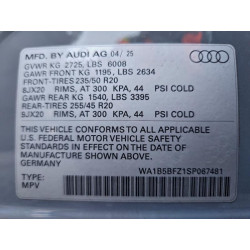 MFD. BY AUDI AG 04/25
GVWR KG 2725, LBS 6008
GAWR FRONT KG 1195, LBS 2634
FRONT-TIRES 235/50 R20
8JX20 RIMS, AT 300 KPA, 44 PSI COLD
GAWR REAR KG 1540, LBS 3395
REAR-TIRES 255/45 R20
8JX20 RIMS, AT 300 KPA, 44 PSI COLD
THIS VEHICLE CONFORMS TO ALL APPLICABLE
U.S. FEDERAL MOTOR VEHICLE SAFETY
STANDARDS IN EFFECT ON THE DATE OF
MANUFACTURE SHOWN ABOVE.
WA1B5BFZ1SP067481
TYPE:
MPV
GERMANY